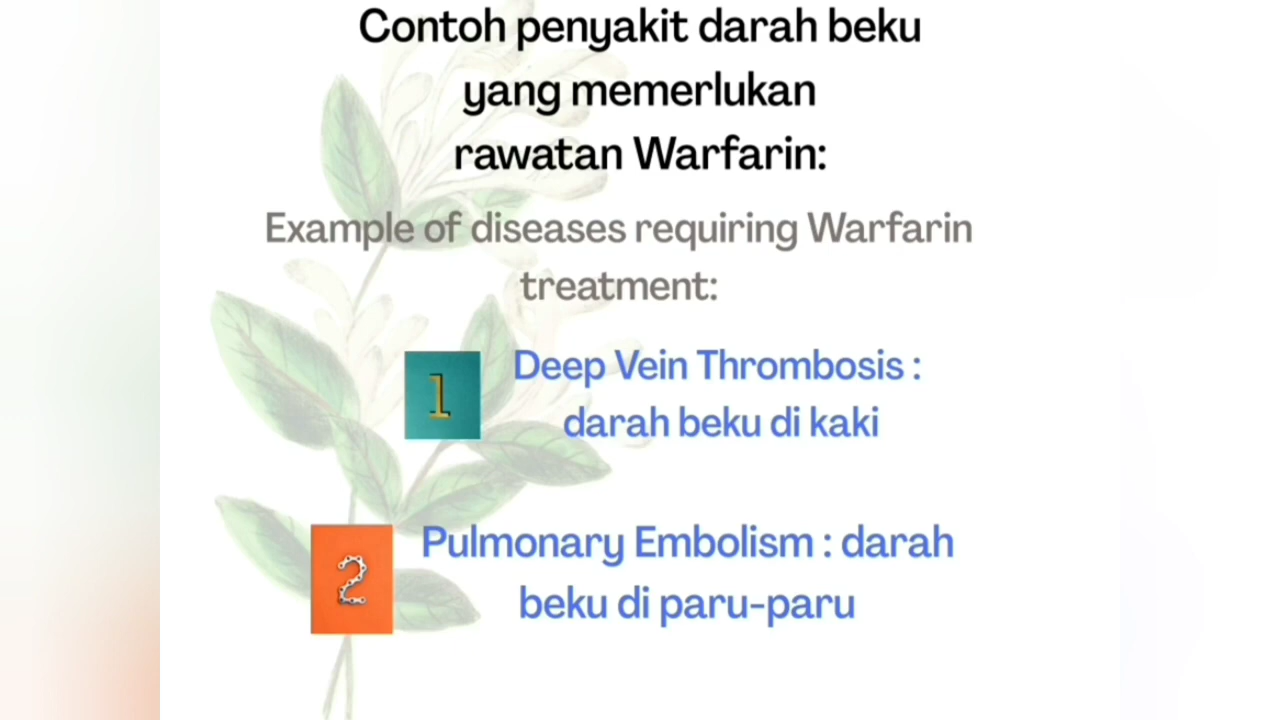 Contoh penyakit darah beku
yang memerlukan
rawatan Warfarin:
Example of diseases requiring Warfarin
treatment:
1
Deep Vein Thrombosis :
darah beku di kaki
2
Pulmonary Embolism : darah
beku di paru-paru